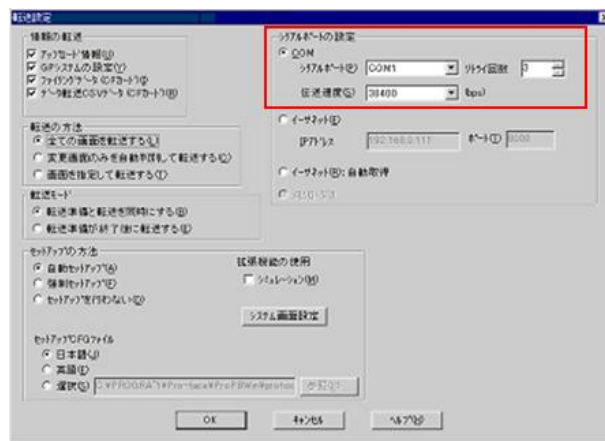 転送設定
情報の転送
アップロード情報(U)
GPシステムの設定(Y)
ファイリングデータ(CFカード)(I)
データ転送CSVデータ(CFカード)(R)
転送の方法
全ての画面を転送する(L)
変更画面のみを自動判別して転送する(C)
画面を指定して転送する(I)
転送モード
転送準備と転送を同時にする(B)
転送準備が終了後に転送する(E)
セットアップの方法
自動セットアップ(A)
強制セットアップ(F)
セットアップを行わない(D)
拡張機能の使用
シミュレーション(M)
システム画面設定
セットアップCFGファイル
日本語(J)
英語(E)
選択(S)
参照
シリアルポートの設定
COM
シリアルポート(P) COM1 リトライ回数 3
伝送速度(G) 38400 (bps)
イーサネット(E)
IPアドレス 192.168.0.111 ポート(T) 8000
イーサネット(B): 自動取得
OK キャンセル ヘルプ(H)